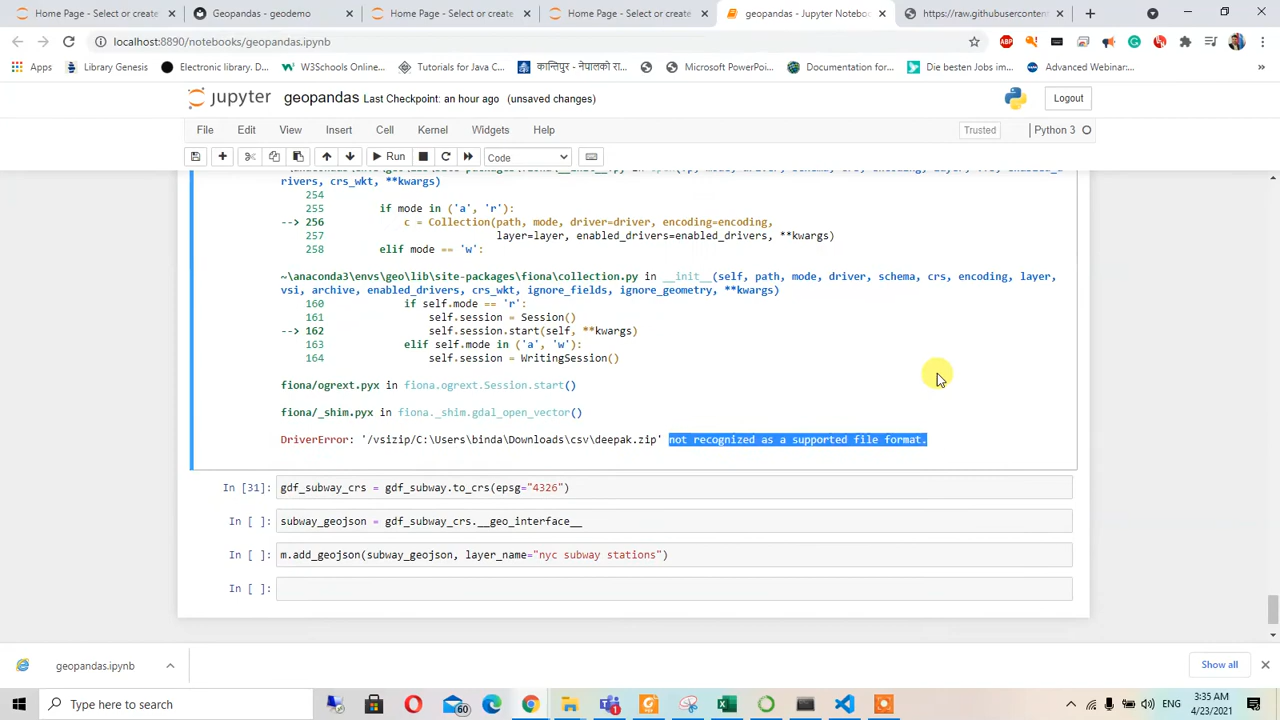 Home Page - Select or create
Geopandas - geodemo
Home Page - Select or create
Home Page - Select or create
geopandas - Jupyter Notebook
https://raw.githubusercontent
localhost:8890/notebooks/geopandas.ipynb
Apps
Library Genesis
Electronic library. D...
W3Schools Online...
Tutorials for Java C...
कान्तिपुर - नेपालको रा...
Microsoft PowerPo...
Documentation for...
Die besten Jobs im...
Advanced Webinar:...
jupyter geopandas Last Checkpoint: an hour ago (unsaved changes)
Logout
File Edit View Insert Cell Kernel Widgets Help
Trusted
Python 3
Run
Code
rivers, crs_wkt, **kwargs)
254
255 if mode in ('a', 'r'):
--> 256 c = Collection(path, mode, driver=driver, encoding=encoding,
257 layer=layer, enabled_drivers=enabled_drivers, **kwargs)
258 elif mode == 'w':
~\anaconda3\envs\geo\lib\site-packages\fiona\collection.py in __init__(self, path, mode, driver, schema, crs, encoding, layer,
vsi, archive, enabled_drivers, crs_wkt, ignore_fields, ignore_geometry, **kwargs)
160 if self.mode == 'r':
161 self.session = Session()
--> 162 self.session.start(self, **kwargs)
163 elif self.mode in ('a', 'w'):
164 self.session = WritingSession()
fiona/ogrext.pyx in fiona.ogrext.Session.start()
fiona/_shim.pyx in fiona._shim.gdal_open_vector()
DriverError: '/vsizip/C:\Users\binda\Downloads\csv\deepak.zip' not recognized as a supported file format.
In [31]: gdf_subway_crs = gdf_subway.to_crs(epsg="4326")
In [ ]: subway_geojson = gdf_subway_crs.__geo_interface__
In [ ]: m.add_geojson(subway_geojson, layer_name="nyc subway stations")
In [ ]:
geopandas.ipynb
Show all
Type here to search
60
1
ENG
3:35 AM
4/23/2021